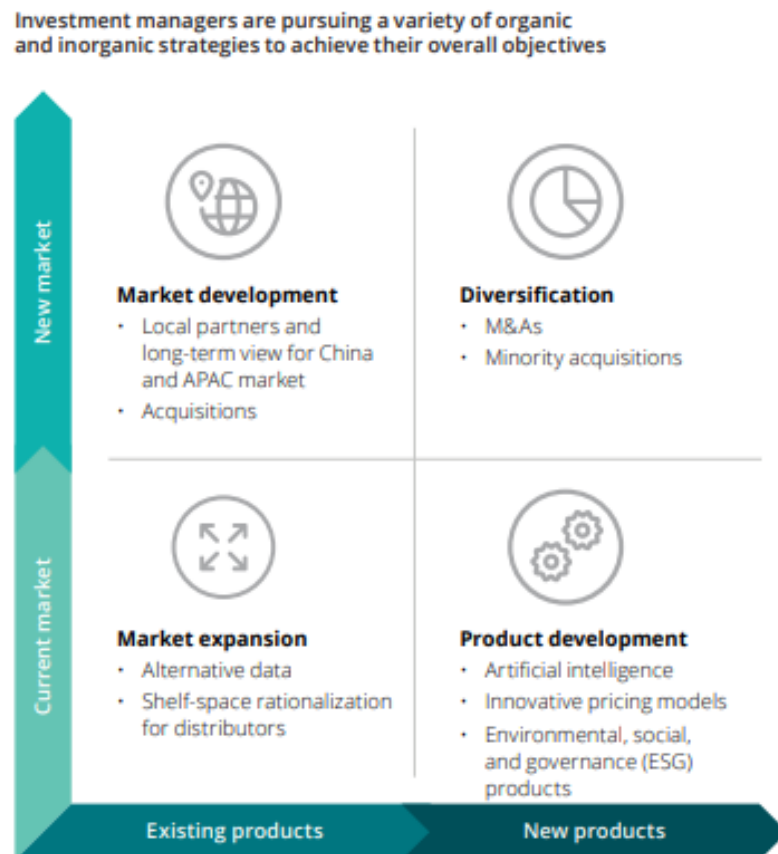 Investment managers are pursuing a variety of organic
and inorganic strategies to achieve their overall objectives
New market
Market development
• Local partners and
long-term view for China
and APAC market
• Acquisitions
Diversification
• M&As
• Minority acquisitions
Current market
Market expansion
• Alternative data
• Shelf-space rationalization
for distributors
Product development
• Artificial intelligence
• Innovative pricing models
• Environmental, social,
and governance (ESG)
products
Existing products
New products